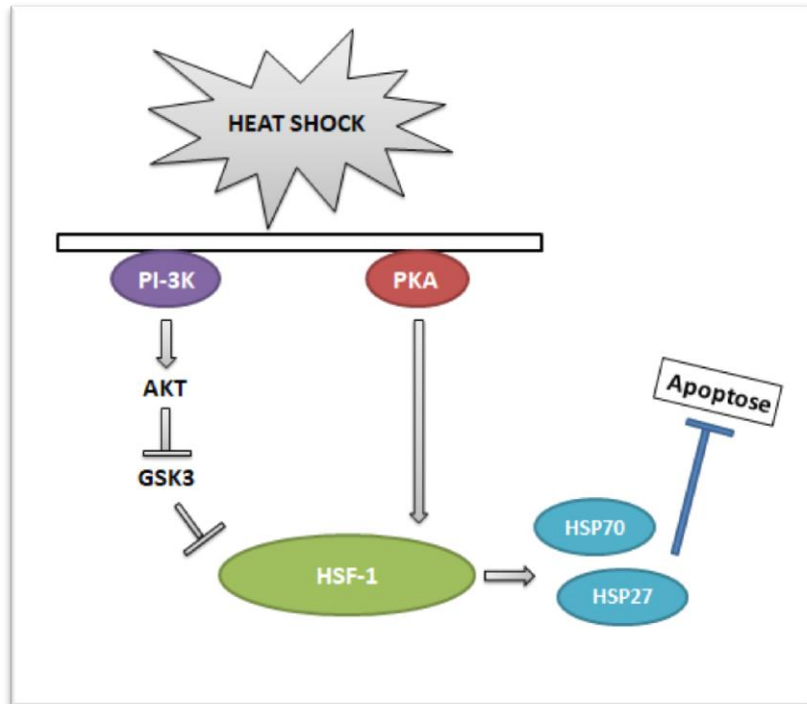 HEAT SHOCK
PI-3K
PKA
AKT
GSK3
Apoptose
HSP70
HSF-1
HSP27